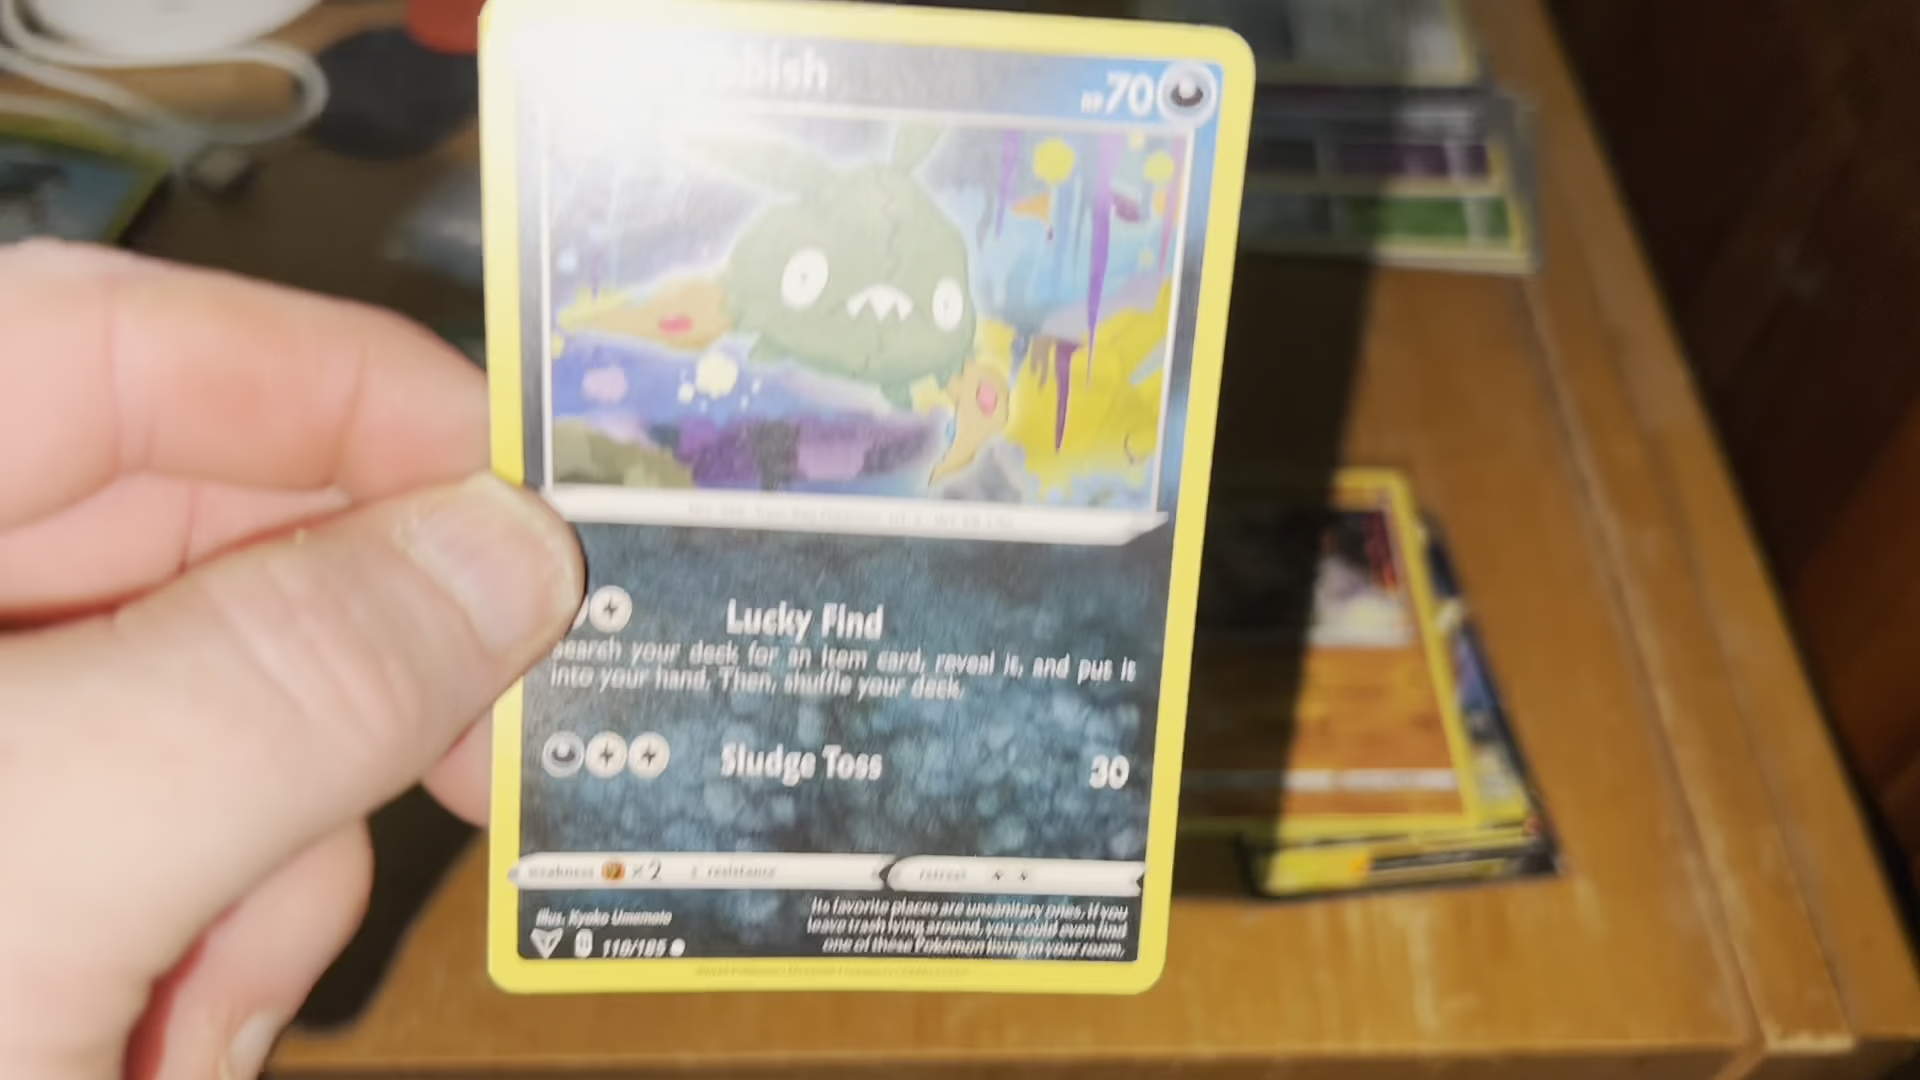 bish
HP 70
Lucky Find
Search your deck for an Item card, reveal it, and put it
into your hand. Then, shuffle your deck.
Sludge Toss 30
weakness ×2 resistance retreat
Illus. Kyoko Umemoto
Its favorite places are unsanitary ones. If you
leave trash lying around, you could even find
one of these Pokémon living in your room.
118/185